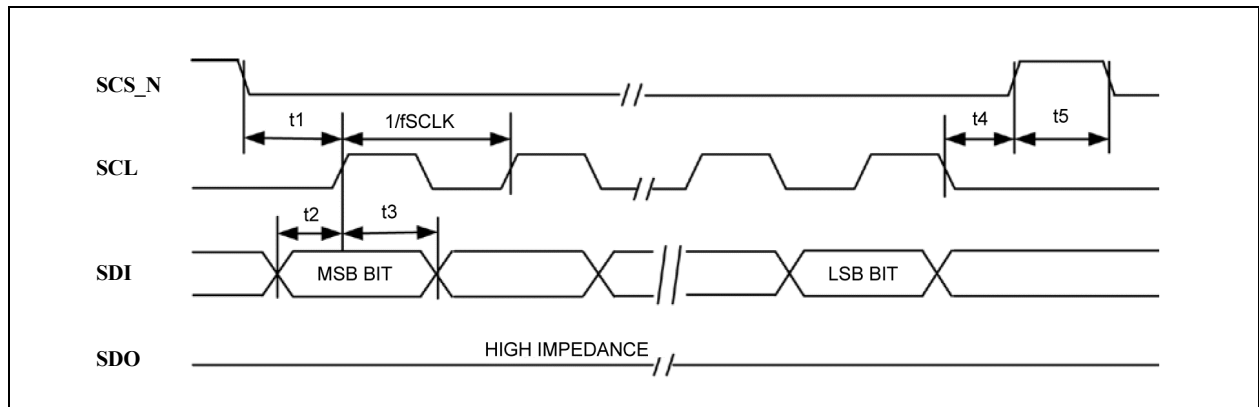 SCS_N
t1
1/fSCLK
t4
t5
SCL
t2
t3
SDI
MSB BIT
LSB BIT
SDO
HIGH IMPEDANCE